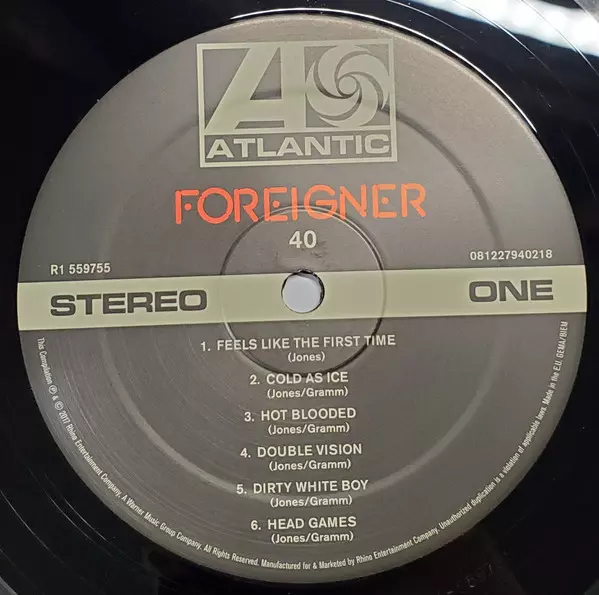 ATLANTIC
FOREIGNER
40
R1 559755
081227940218
STEREO
ONE
1. FEELS LIKE THE FIRST TIME
(Jones)
2. COLD AS ICE
(Jones/Gramm)
3. HOT BLOODED
(Jones/Gramm)
4. DOUBLE VISION
(Jones/Gramm)
5. DIRTY WHITE BOY
(Jones/Gramm)
6. HEAD GAMES
(Jones/Gramm)
This Compilation ℗ & © 2017 Rhino Entertainment Company. A Warner Music Group Company. All Rights Reserved. Manufactured for & Marketed by Rhino Entertainment Company. Unauthorized duplication is a violation of applicable laws. Made in the E.U. GEMA/BIEM